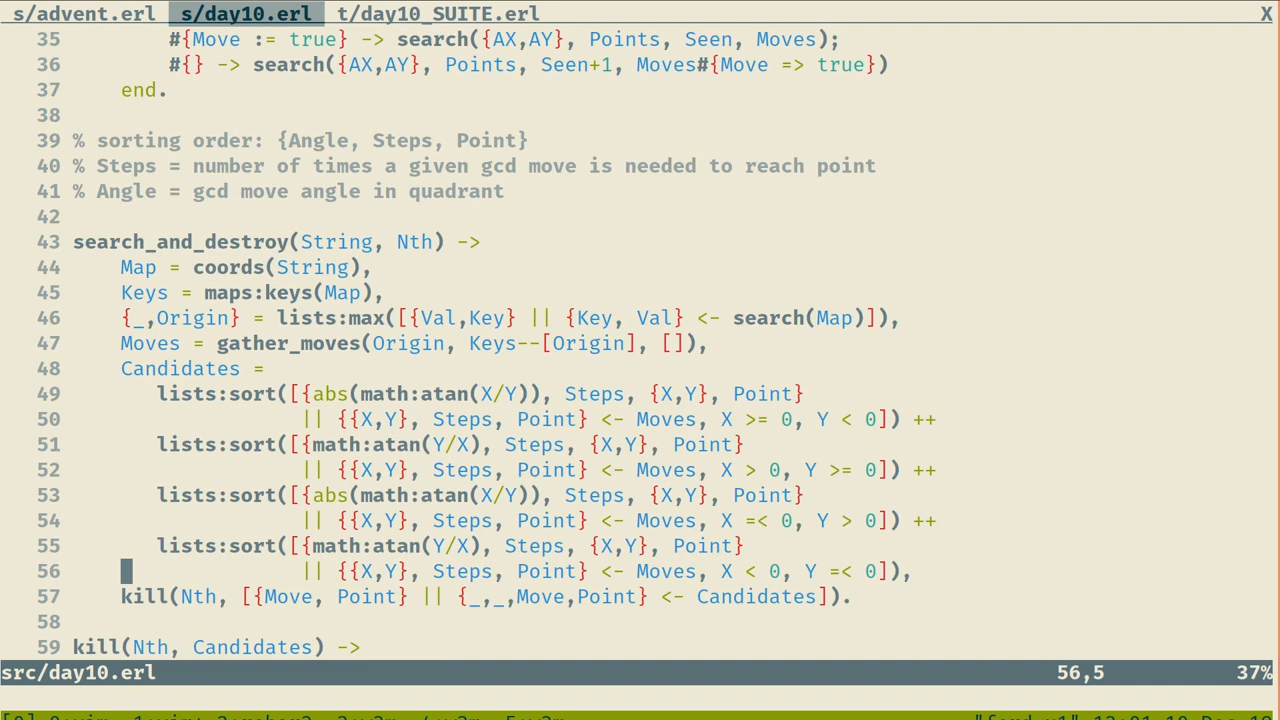 s/advent.erl  s/day10.erl  t/day10_SUITE.erl X
35         #{Move := true} -> search({AX,AY}, Points, Seen, Moves);
36         #{} -> search({AX,AY}, Points, Seen+1, Moves#{Move => true})
37     end.
38
39 % sorting order: {Angle, Steps, Point}
40 % Steps = number of times a given gcd move is needed to reach point
41 % Angle = gcd move angle in quadrant
42
43 search_and_destroy(String, Nth) ->
44     Map = coords(String),
45     Keys = maps:keys(Map),
46     {_,Origin} = lists:max([{Val,Key} || {Key, Val} <- search(Map)]),
47     Moves = gather_moves(Origin, Keys--[Origin], []),
48     Candidates =
49        lists:sort([{abs(math:atan(X/Y)), Steps, {X,Y}, Point}
50                    || {{X,Y}, Steps, Point} <- Moves, X >= 0, Y < 0]) ++
51        lists:sort([{math:atan(Y/X), Steps, {X,Y}, Point}
52                    || {{X,Y}, Steps, Point} <- Moves, X > 0, Y >= 0]) ++
53        lists:sort([{abs(math:atan(X/Y)), Steps, {X,Y}, Point}
54                    || {{X,Y}, Steps, Point} <- Moves, X =< 0, Y > 0]) ++
55        lists:sort([{math:atan(Y/X), Steps, {X,Y}, Point}
56                    || {{X,Y}, Steps, Point} <- Moves, X < 0, Y =< 0]),
57     kill(Nth, [{Move, Point} || {_,_,Move,Point} <- Candidates]).
58
59 kill(Nth, Candidates) ->
src/day10.erl 56,5 37%